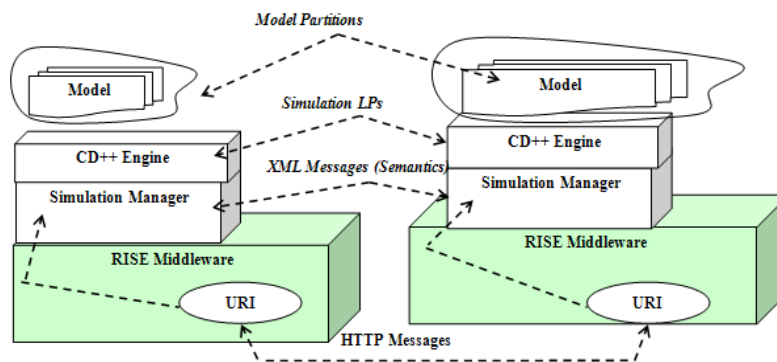 Model Partitions
Model
Model
Simulation LPs
CD++ Engine
CD++ Engine
XML Messages (Semantics)
Simulation Manager
Simulation Manager
RISE Middleware
RISE Middleware
URI
URI
HTTP Messages